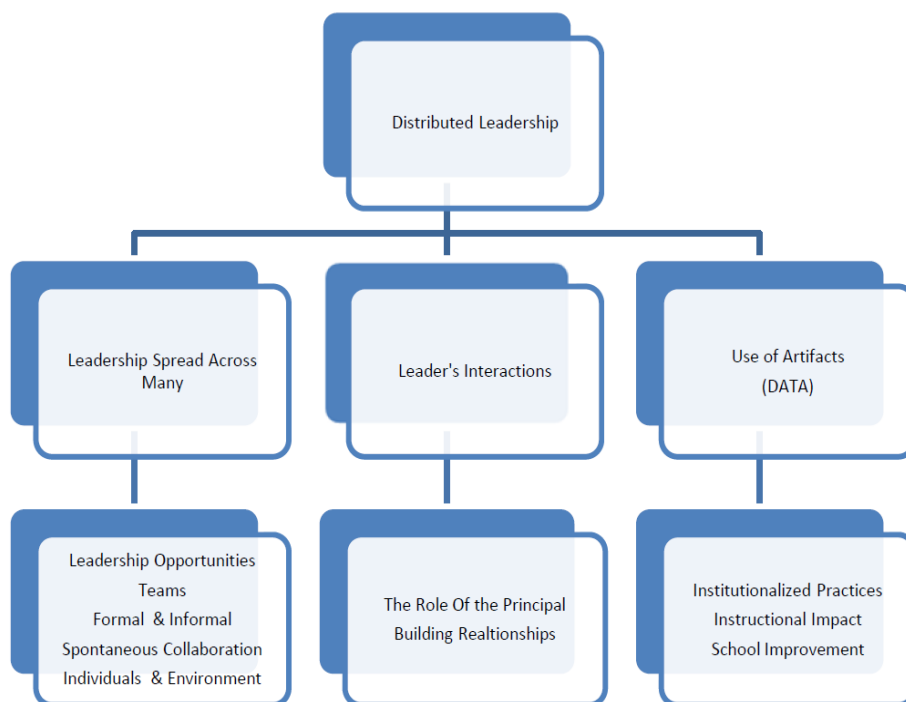 Distributed Leadership
Leadership Spread Across
Many
Leader's Interactions
Use of Artifacts
(DATA)
Leadership Opportunities
Teams
Formal & Informal
Spontaneous Collaboration
Individuals & Environment
The Role Of the Principal
Building Realtionships
Institutionalized Practices
Instructional Impact
School Improvement